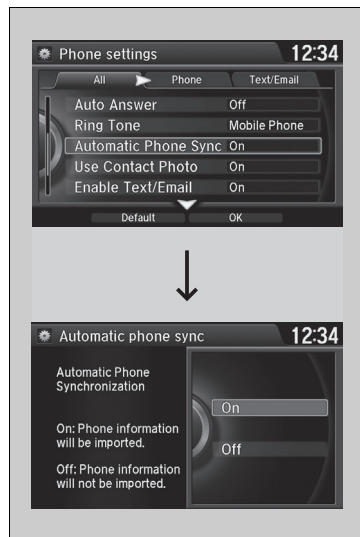 Phone settings 12:34
All Phone Text/Email
Auto Answer Off
Ring Tone Mobile Phone
Automatic Phone Sync On
Use Contact Photo On
Enable Text/Email On
Default OK
Automatic phone sync 12:34
Automatic Phone
Synchronization
On
On: Phone information
will be imported.
Off
Off: Phone information
will not be imported.